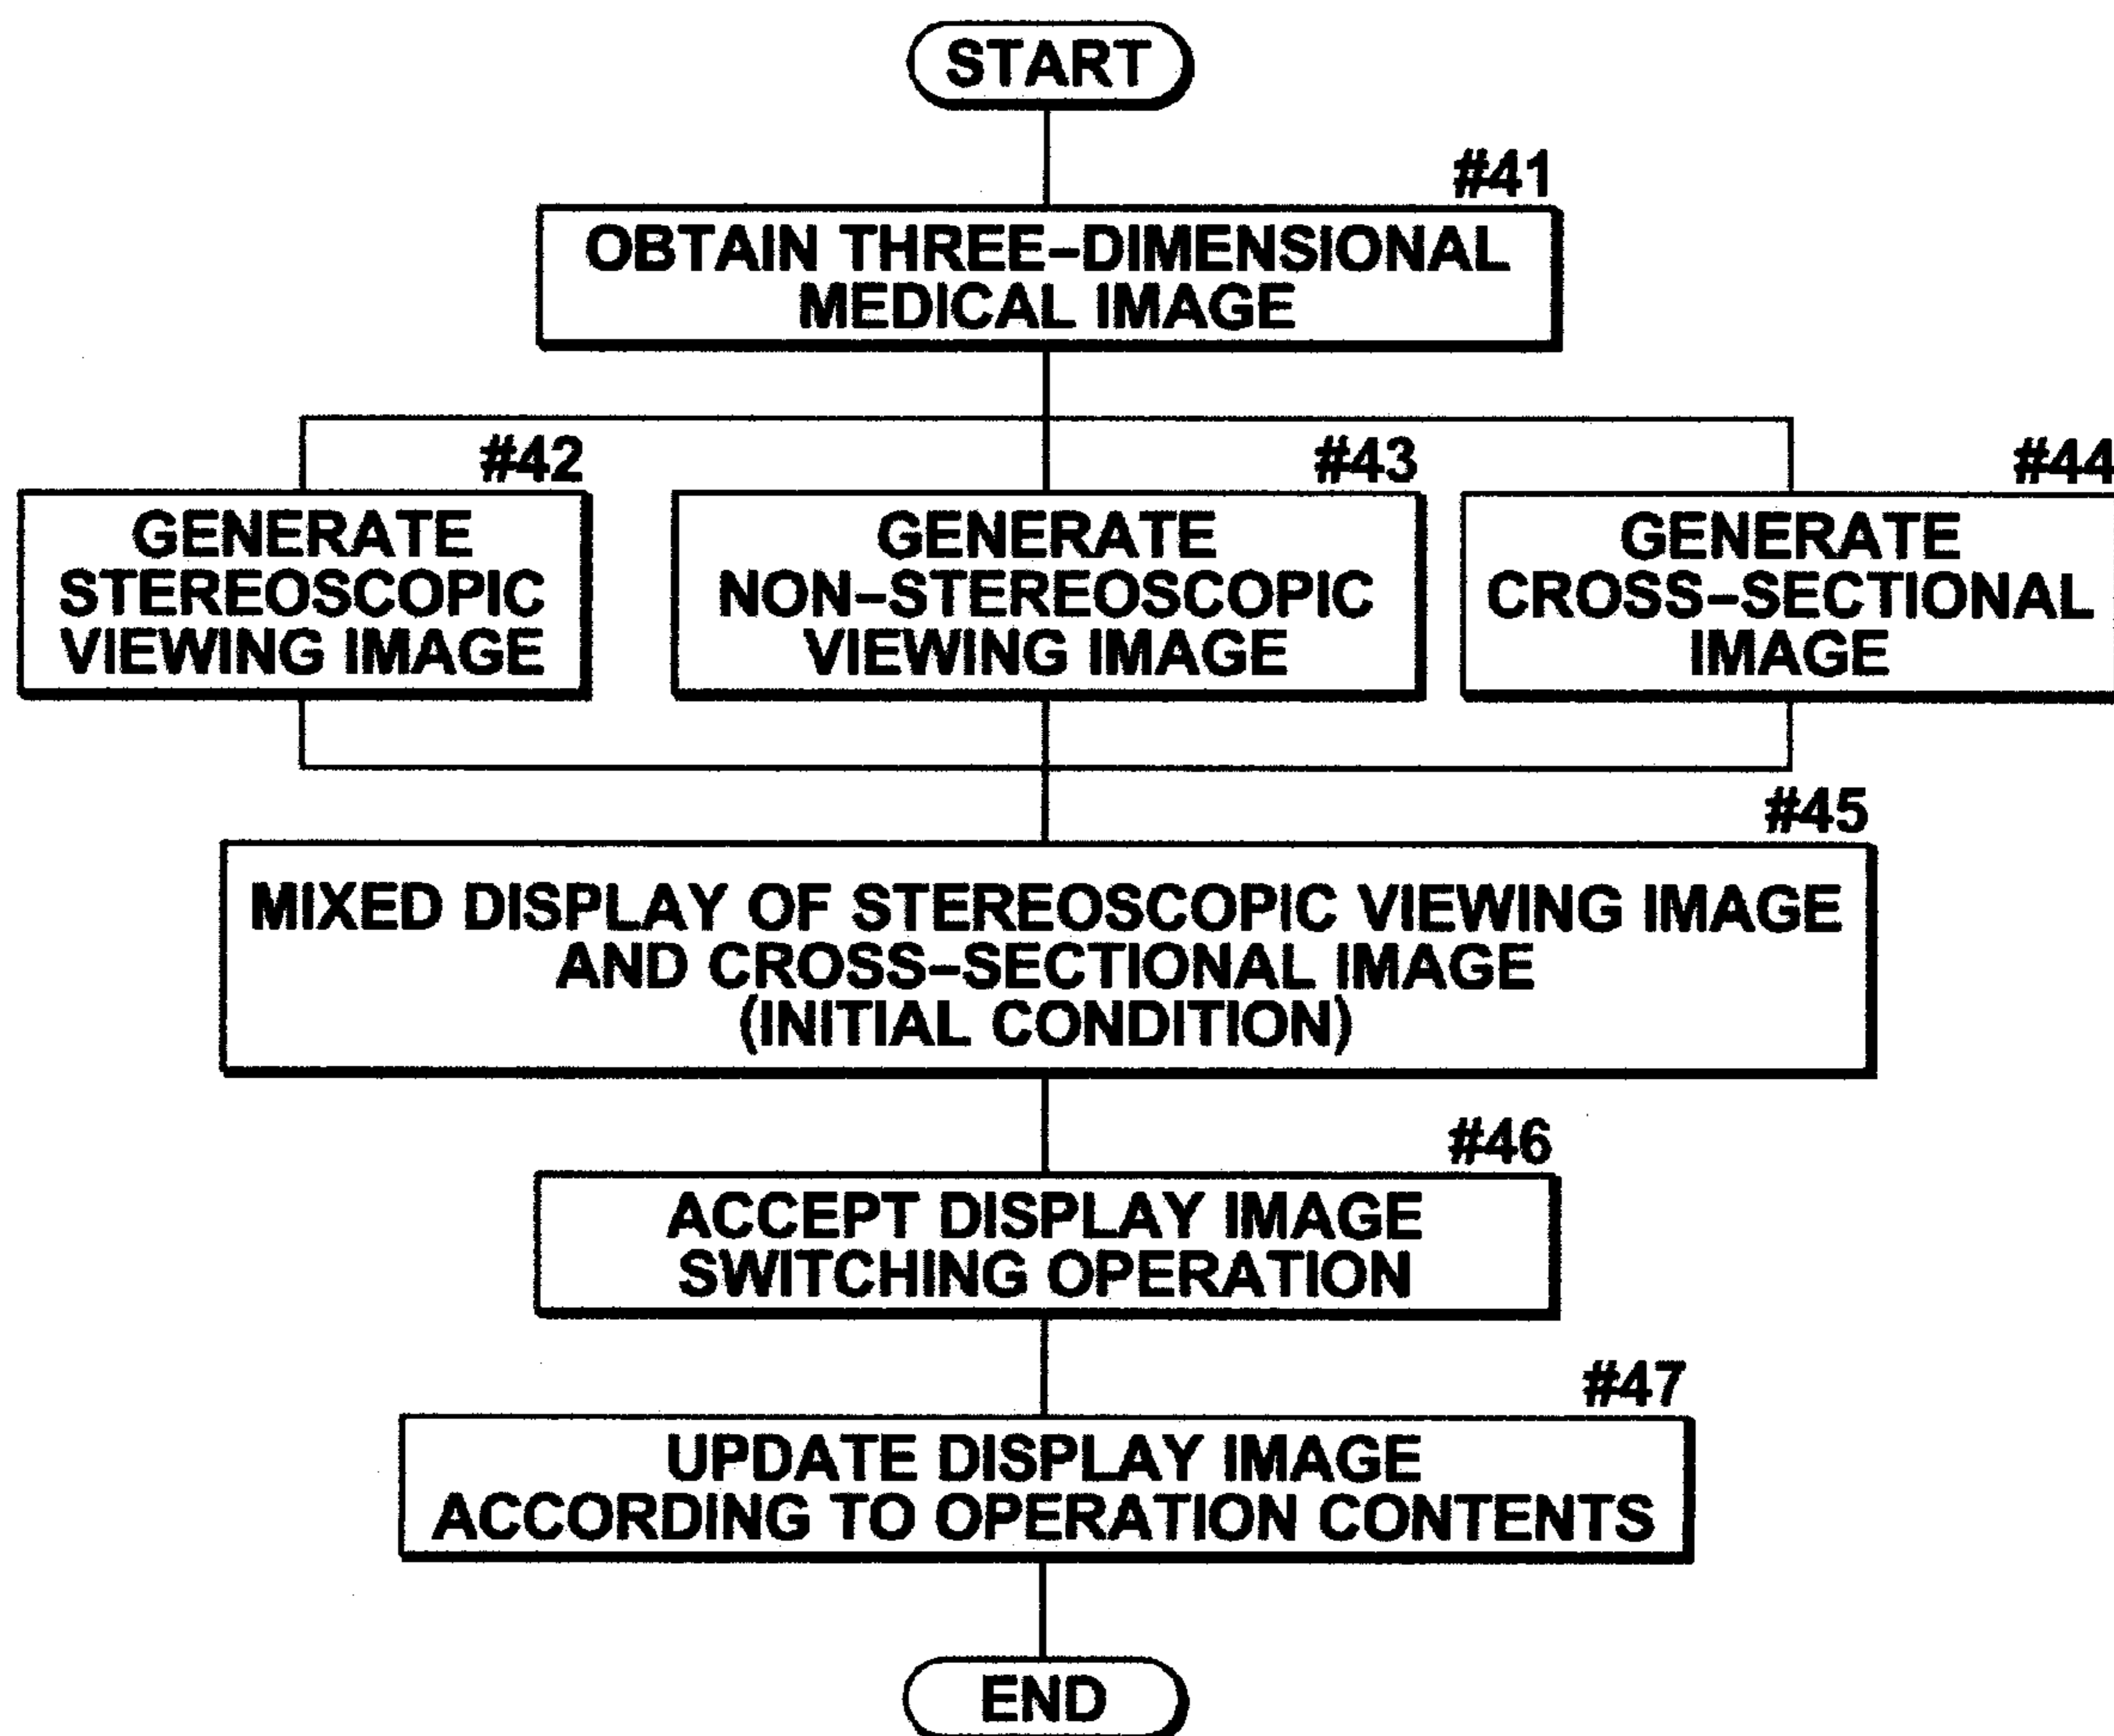 START
#41
OBTAIN THREE-DIMENSIONAL
MEDICAL IMAGE
#42
GENERATE
STEREOSCOPIC
VIEWING IMAGE
#43
GENERATE
NON-STEREOSCOPIC
VIEWING IMAGE
#44
GENERATE
CROSS-SECTIONAL
IMAGE
#45
MIXED DISPLAY OF STEREOSCOPIC VIEWING IMAGE
AND CROSS-SECTIONAL IMAGE
(INITIAL CONDITION)
#46
ACCEPT DISPLAY IMAGE
SWITCHING OPERATION
#47
UPDATE DISPLAY IMAGE
ACCORDING TO OPERATION CONTENTS
END